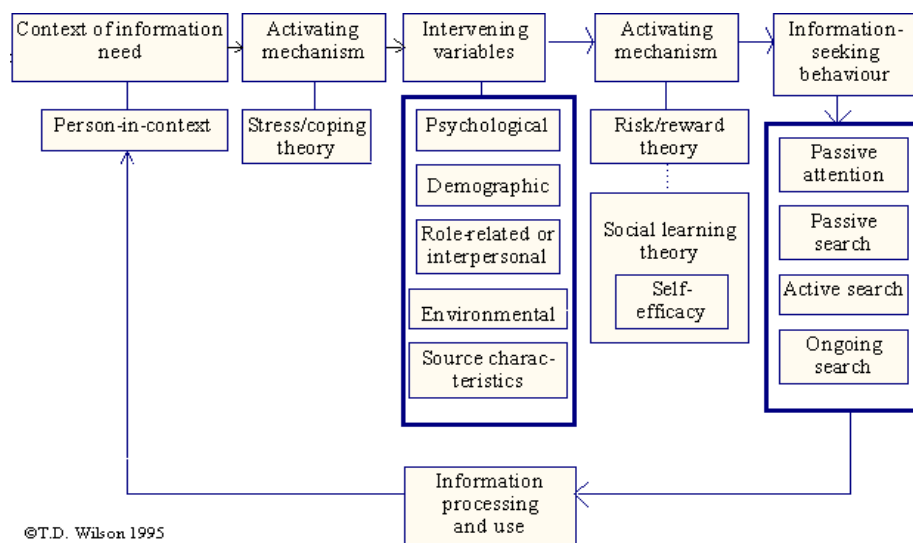 Context of information
need
Activating
mechanism
Intervening
variables
Activating
mechanism
Information-
seeking
behaviour
Person-in-context
Stress/coping
theory
Psychological
Demographic
Role-related or
interpersonal
Environmental
Source charac-
teristics
Risk/reward
theory
Social learning
theory
Self-
efficacy
Passive
attention
Passive
search
Active search
Ongoing
search
Information
processing
and use
©T.D. Wilson 1995